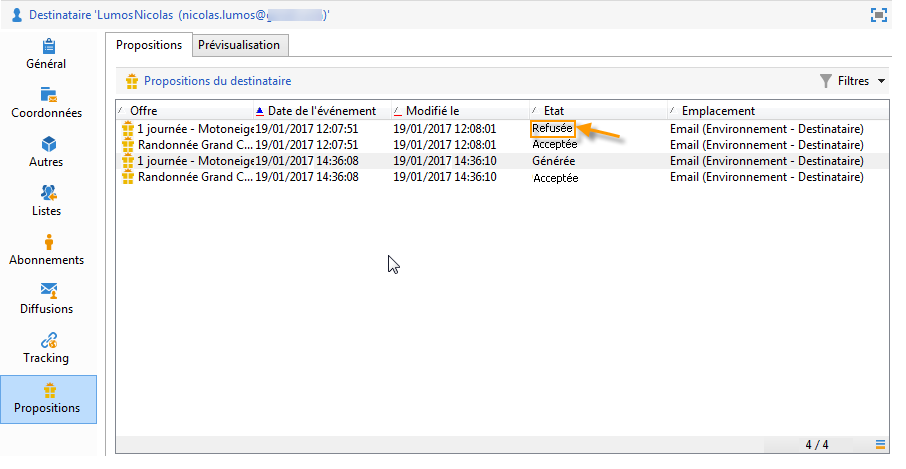 Destinataire 'LumosNicolas (nicolas.lumos@ )'
Général
Coordonnées
Autres
Listes
Abonnements
Diffusions
Tracking
Propositions
Propositions Prévisualisation
Propositions du destinataire Filtres
Offre Date de l'événement Modifié le Etat Emplacement
1 journée - Motoneige 19/01/2017 12:07:51 19/01/2017 12:08:01 Refusée Email (Environnement - Destinataire)
Randonnée Grand C... 19/01/2017 12:07:51 19/01/2017 12:08:01 Acceptée Email (Environnement - Destinataire)
1 journée - Motoneige 19/01/2017 14:36:08 19/01/2017 14:36:10 Générée Email (Environnement - Destinataire)
Randonnée Grand C... 19/01/2017 14:36:08 19/01/2017 14:36:10 Acceptée Email (Environnement - Destinataire)
4 / 4